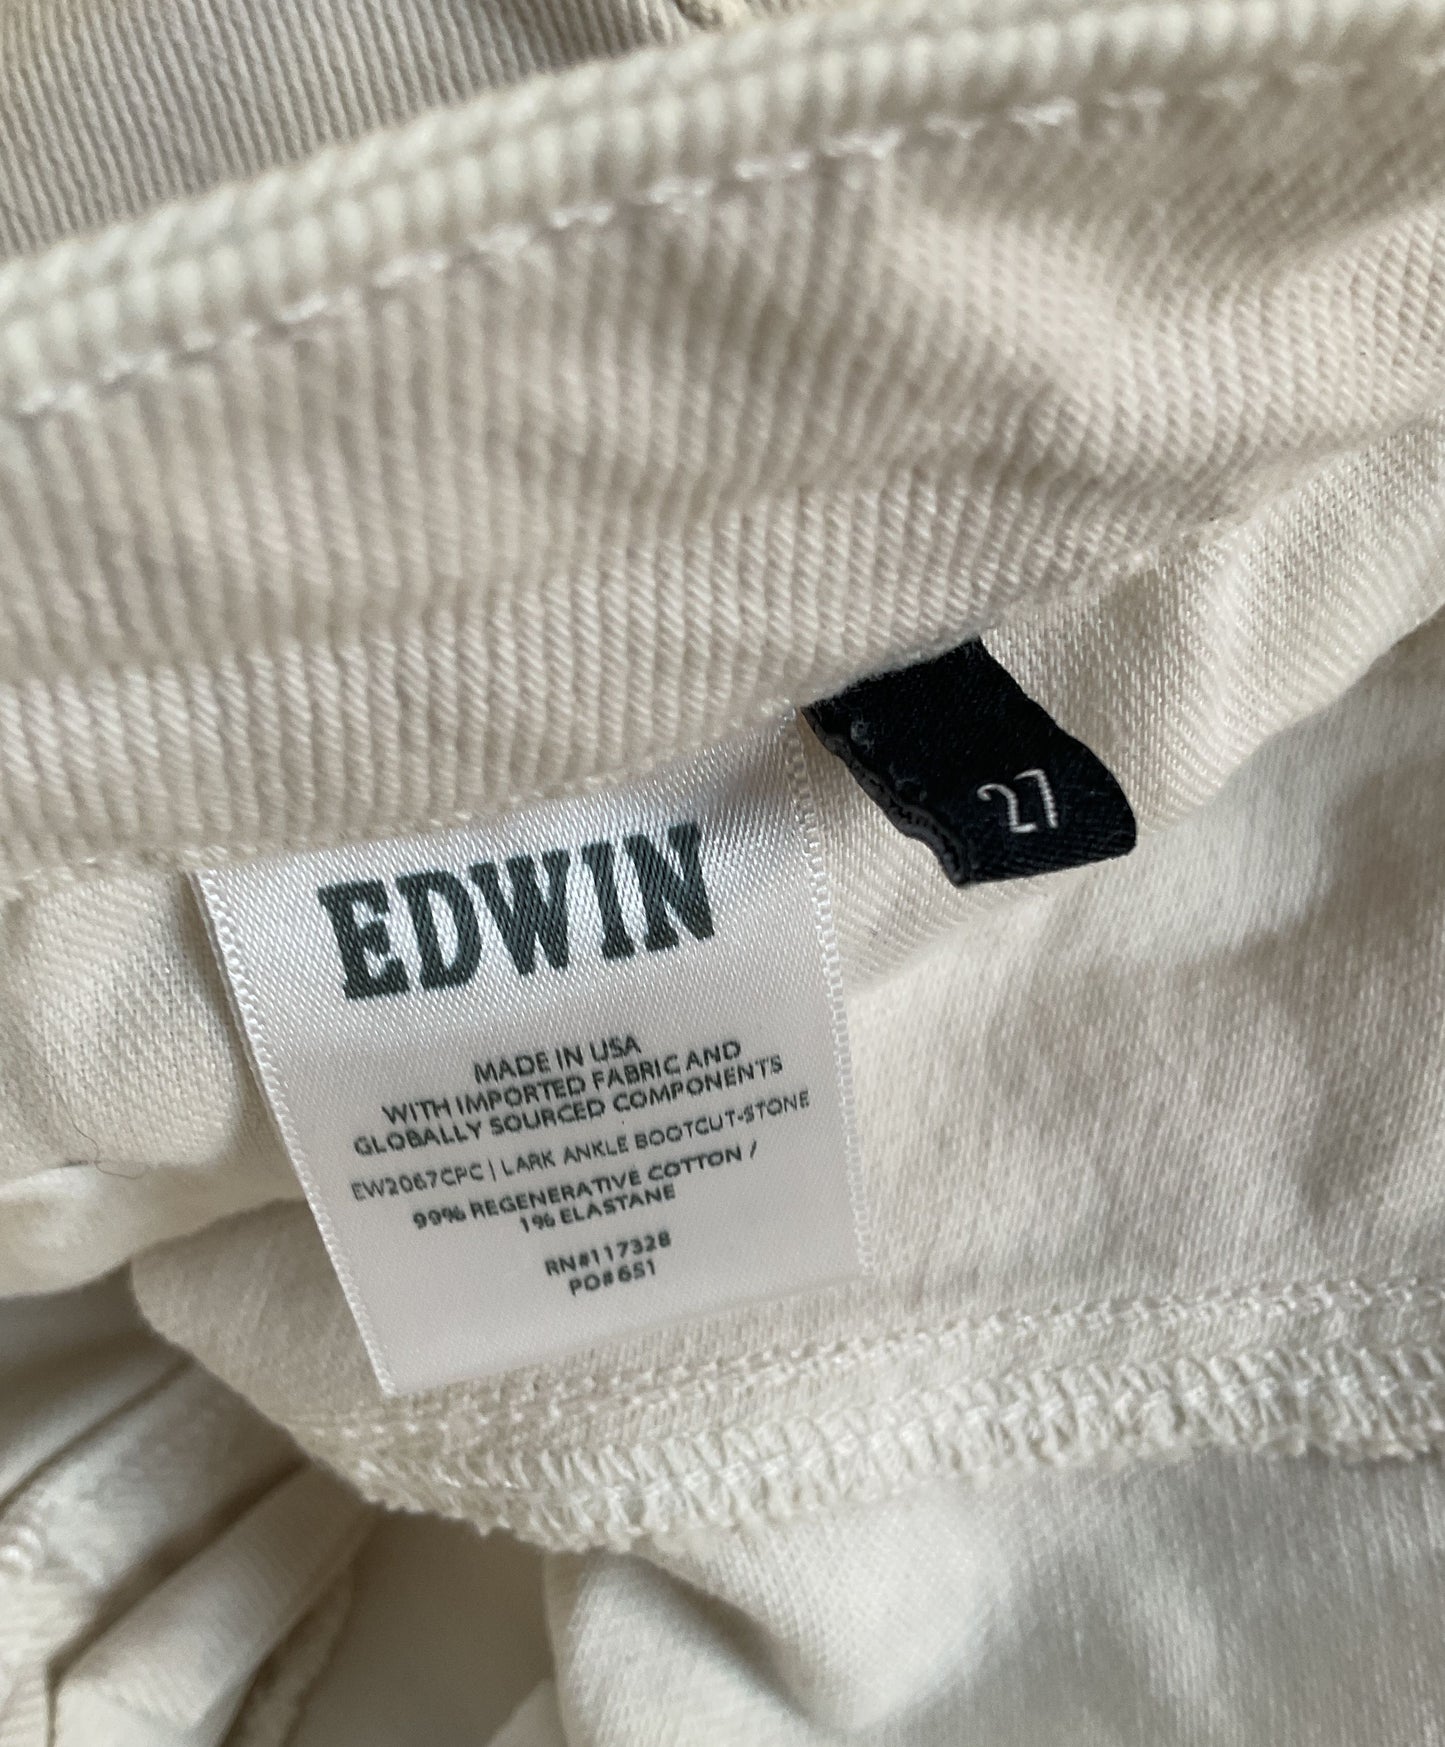 27
EDWIN
MADE IN USA
WITH IMPORTED FABRIC AND
GLOBALLY SOURCED COMPONENTS
EW2067CPC | LARK ANKLE BOOTCUT-STONE
99% REGENERATIVE COTTON /
1% ELASTANE
RN#117328
PO#651